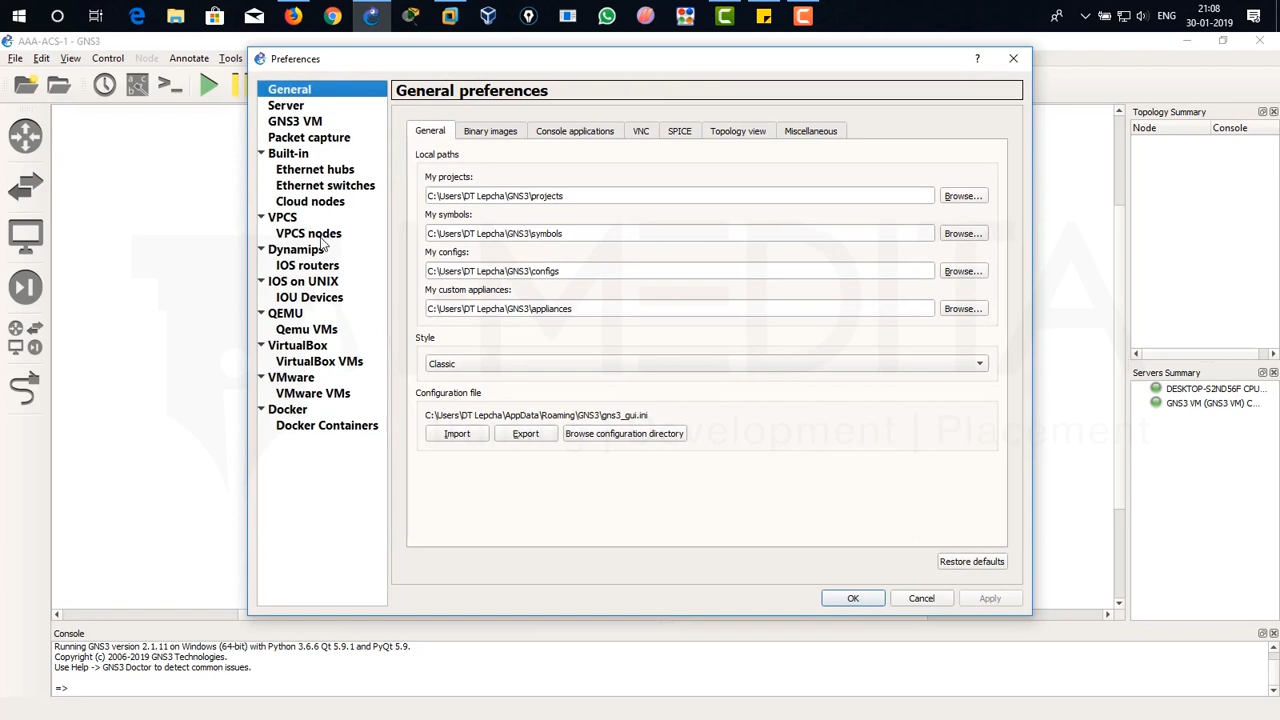 ENG
21:08
30-01-2019
AAA-ACS-1 - GNS3
File Edit View Control Node Annotate Tools
Preferences
?
General
Server
GNS3 VM
Packet capture
Built-in
Ethernet hubs
Ethernet switches
Cloud nodes
VPCS
VPCS nodes
Dynamips
IOS routers
IOS on UNIX
IOU Devices
QEMU
Qemu VMs
VirtualBox
VirtualBox VMs
VMware
VMware VMs
Docker
Docker Containers
General preferences
General Binary images Console applications VNC SPICE Topology view Miscellaneous
Local paths
My projects:
C:\Users\DT Lepcha\GNS3\projects Browse...
My symbols:
C:\Users\DT Lepcha\GNS3\symbols Browse...
My configs:
C:\Users\DT Lepcha\GNS3\configs Browse...
My custom appliances:
C:\Users\DT Lepcha\GNS3\appliances Browse...
Style
Classic
Configuration file
C:\Users\DT Lepcha\AppData\Roaming\GNS3\gns3_gui.ini
Import Export Browse configuration directory
Restore defaults
OK Cancel Apply
Topology Summary
Node Console
Servers Summary
DESKTOP-S2ND56F CPU...
GNS3 VM (GNS3 VM) C...
Console
Running GNS3 version 2.1.11 on Windows (64-bit) with Python 3.6.6 Qt 5.9.1 and PyQt 5.9.
Copyright (c) 2006-2019 GNS3 Technologies.
Use Help -> GNS3 Doctor to detect common issues.
=>